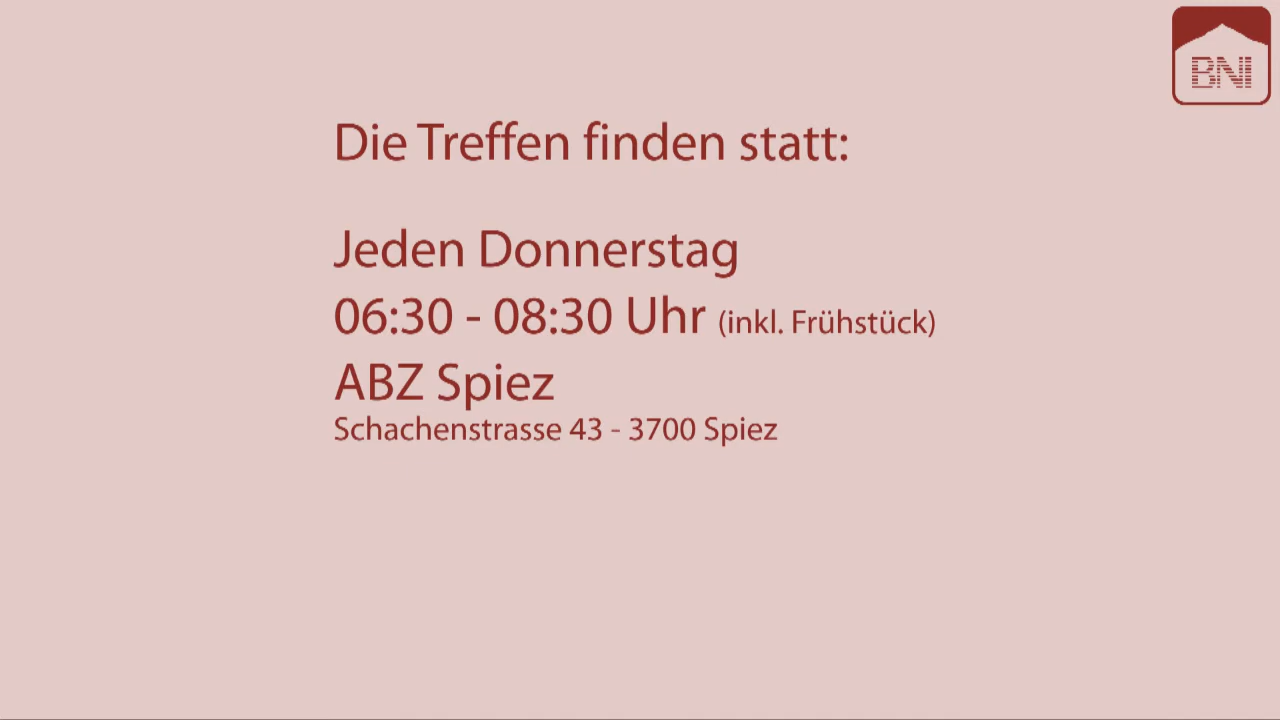 BNI
Die Treffen finden statt:
Jeden Donnerstag
06:30 - 08:30 Uhr (inkl. Frühstück)
ABZ Spiez
Schachenstrasse 43 - 3700 Spiez